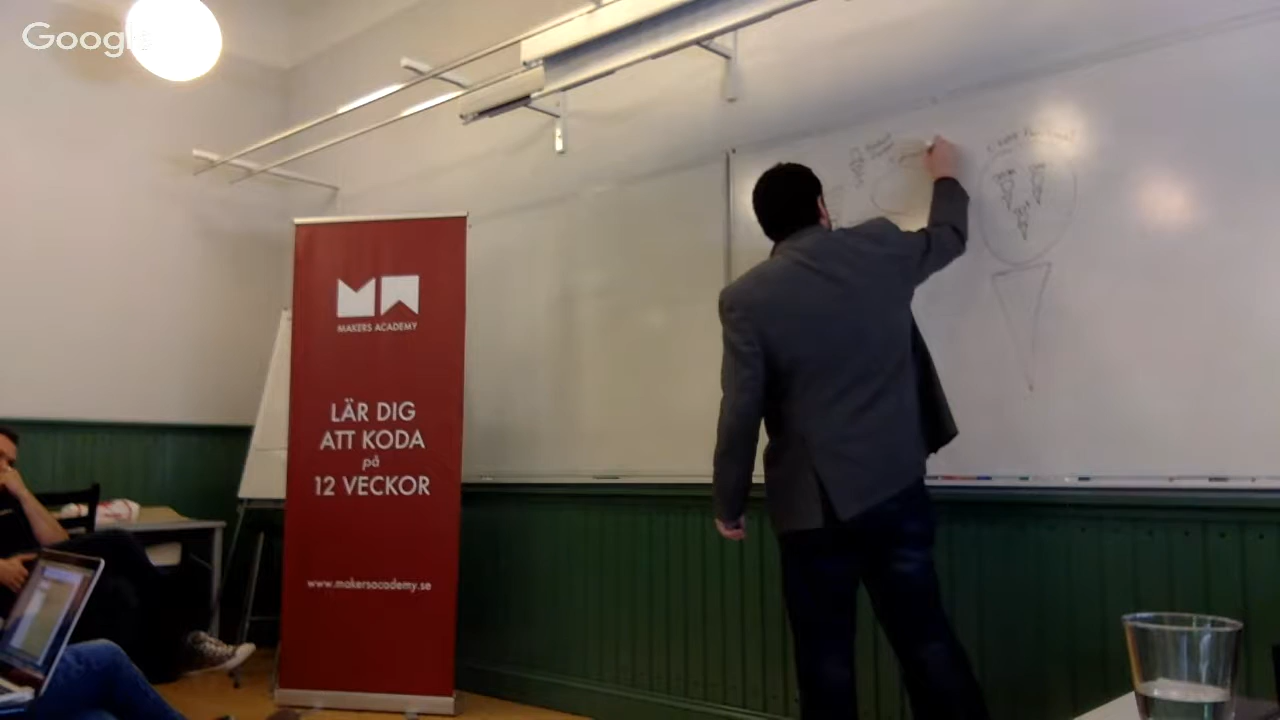 Google
MAKERS ACADEMY
LÄR DIG
ATT KODA
på
12 VECKOR
www.makersacademy.se